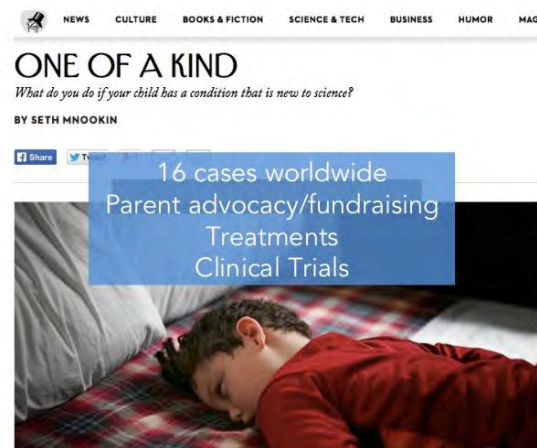 NEWS CULTURE BOOKS & FICTION SCIENCE & TECH BUSINESS HUMOR MAG
ONE OF A KIND
What do you do if your child has a condition that is new to science?
BY SETH MNOOKIN
Share Tweet
16 cases worldwide
Parent advocacy/fundraising
Treatments
Clinical Trials